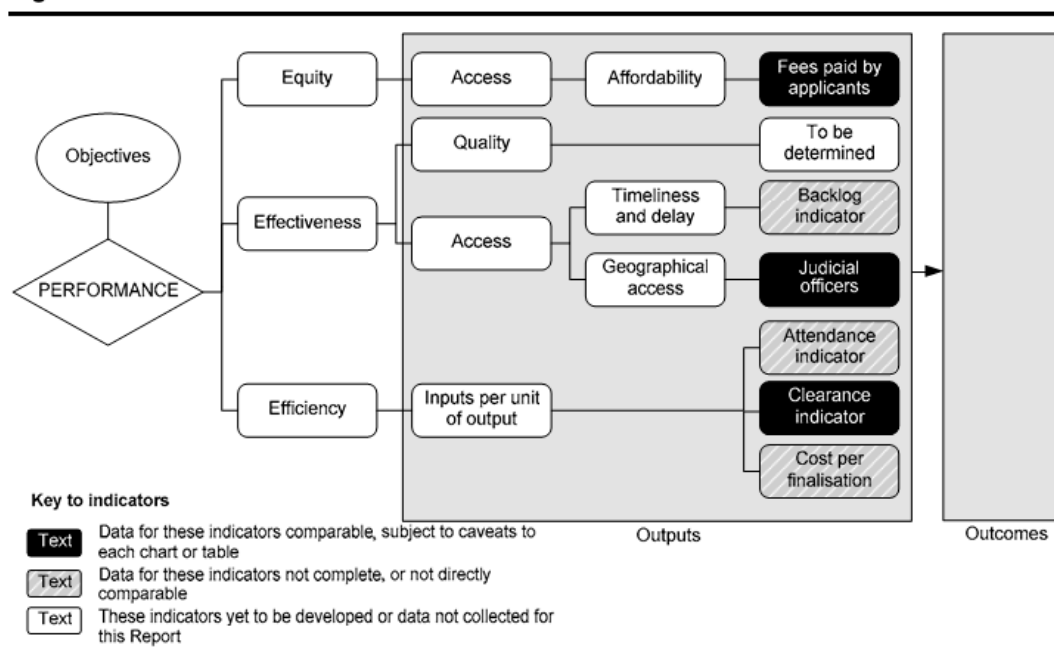 Equity
Access
Affordability
Fees paid by
applicants
Objectives
Quality
To be
determined
Effectiveness
Access
Timeliness
and delay
Backlog
indicator
Geographical
access
Judicial
officers
PERFORMANCE
Attendance
indicator
Efficiency
Inputs per unit
of output
Clearance
indicator
Cost per
finalisation
Outputs
Outcomes
Key to indicators
Text
Data for these indicators comparable, subject to caveats to
each chart or table
Text
Data for these indicators not complete, or not directly
comparable
Text
These indicators yet to be developed or data not collected for
this Report